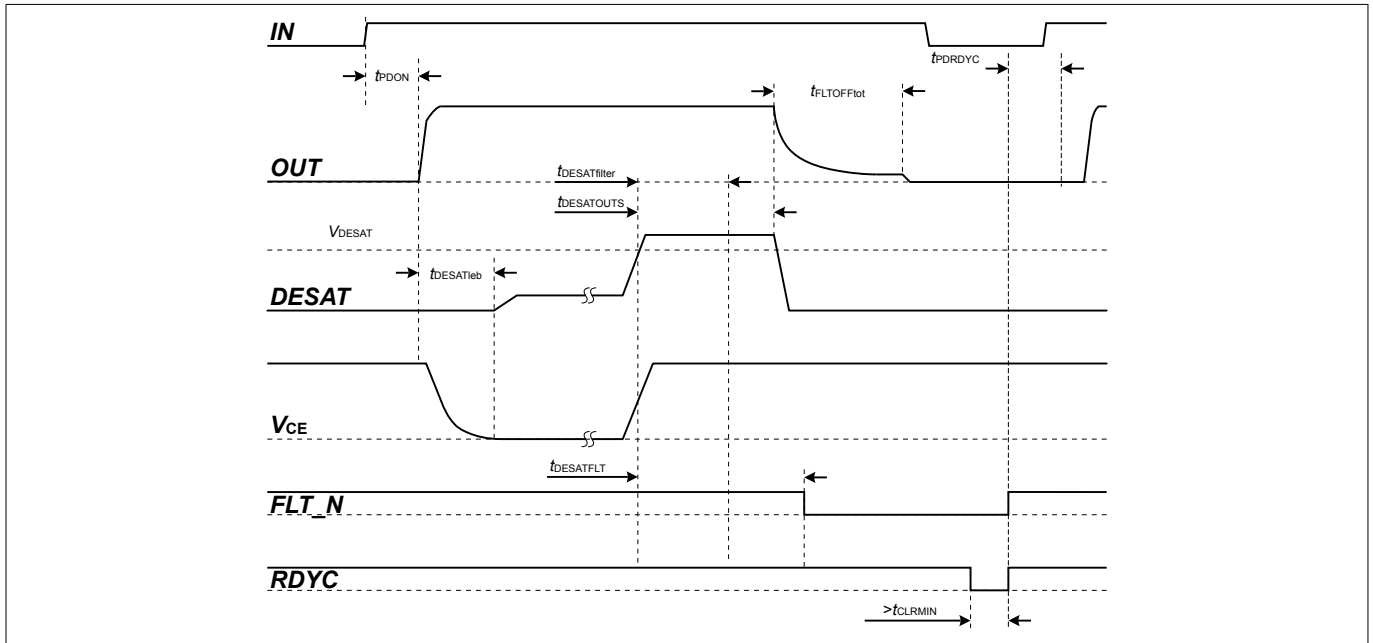 IN
tPDRDYC
tPDON
tFLTOFFtot
OUT
tDESATfilter
tDESATOUTS
VDESAT
tDESATleb
DESAT
VCE
tDESATFLT
FLT_N
RDYC
>tCLRMIN